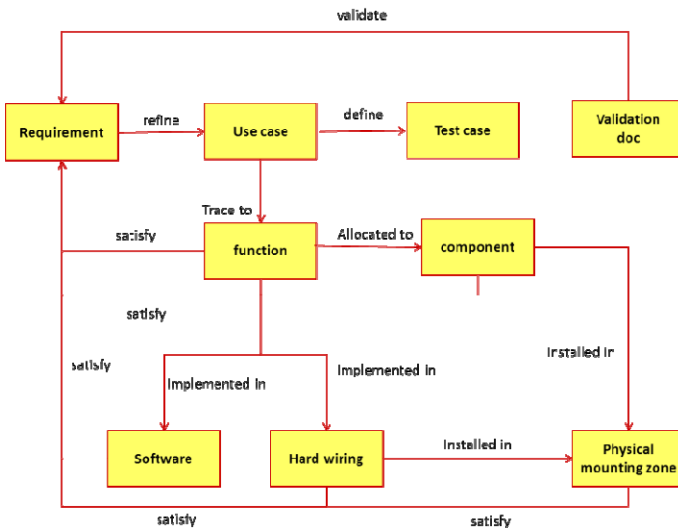 validate
Requirement
refine
Use case
define
Test case
Validation
doc
Trace to
satisfy
function
Allocated to
component
satisfy
satisfy
Implemented In
Implemented In
Installed In
Software
Hard wiring
Installed in
Physical
mounting zone
satisfy
satisfy